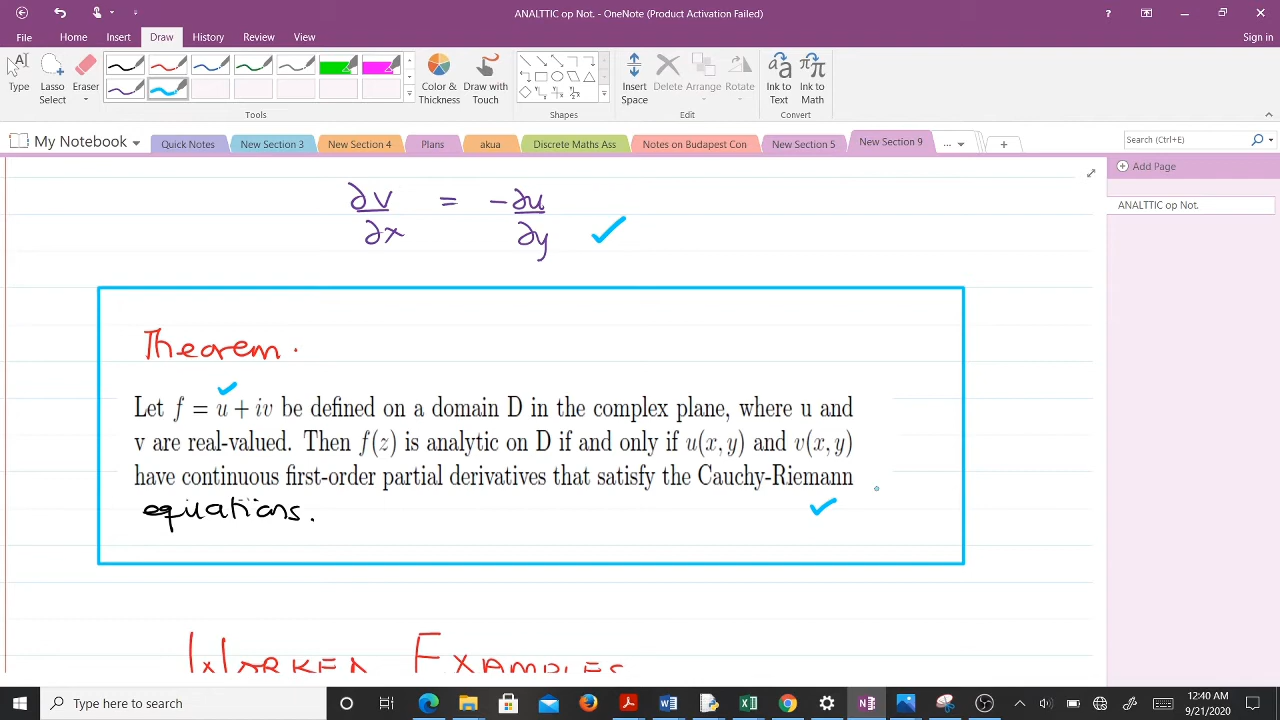 ANALTTIC op Not. - OneNote (Product Activation Failed)
Sign in
File Home Insert Draw History Review View
Type
Lasso Select
Eraser
Color & Thickness
Draw with Touch
Insert Space
Delete
Arrange
Rotate
Ink to Text
Ink to Math
Tools
Shapes
Edit
Convert
My Notebook
Quick Notes
New Section 3
New Section 4
Plans
akua
Discrete Maths Ass
Notes on Budapest Con
New Section 5
New Section 9
...
Search (Ctrl+E)
Add Page
ANALTTIC op Not.
∂v/∂x = -∂u/∂y ✓
Theorem.
Let f = u + iv be defined on a domain D in the complex plane, where u and
v are real-valued. Then f(z) is analytic on D if and only if u(x, y) and v(x, y)
have continuous first-order partial derivatives that satisfy the Cauchy-Riemann
equations.
WORKED EXAMPLES
Type here to search
12:40 AM
9/21/2020